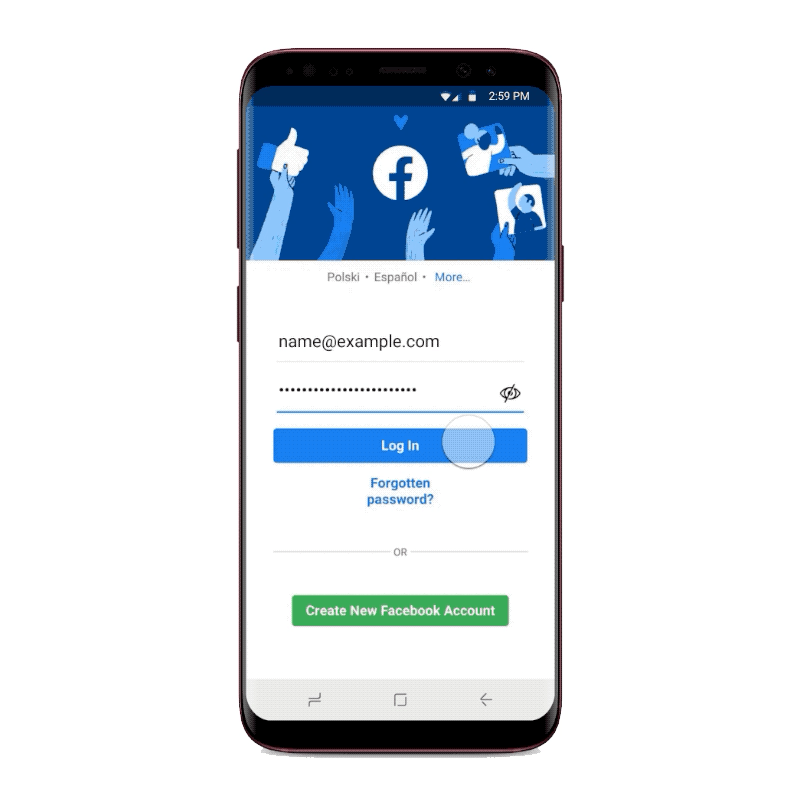 2:59 PM
Polski • Español • More...
name@example.com
••••••••••••••••••••••••
Log In
Forgotten
password?
OR
Create New Facebook Account